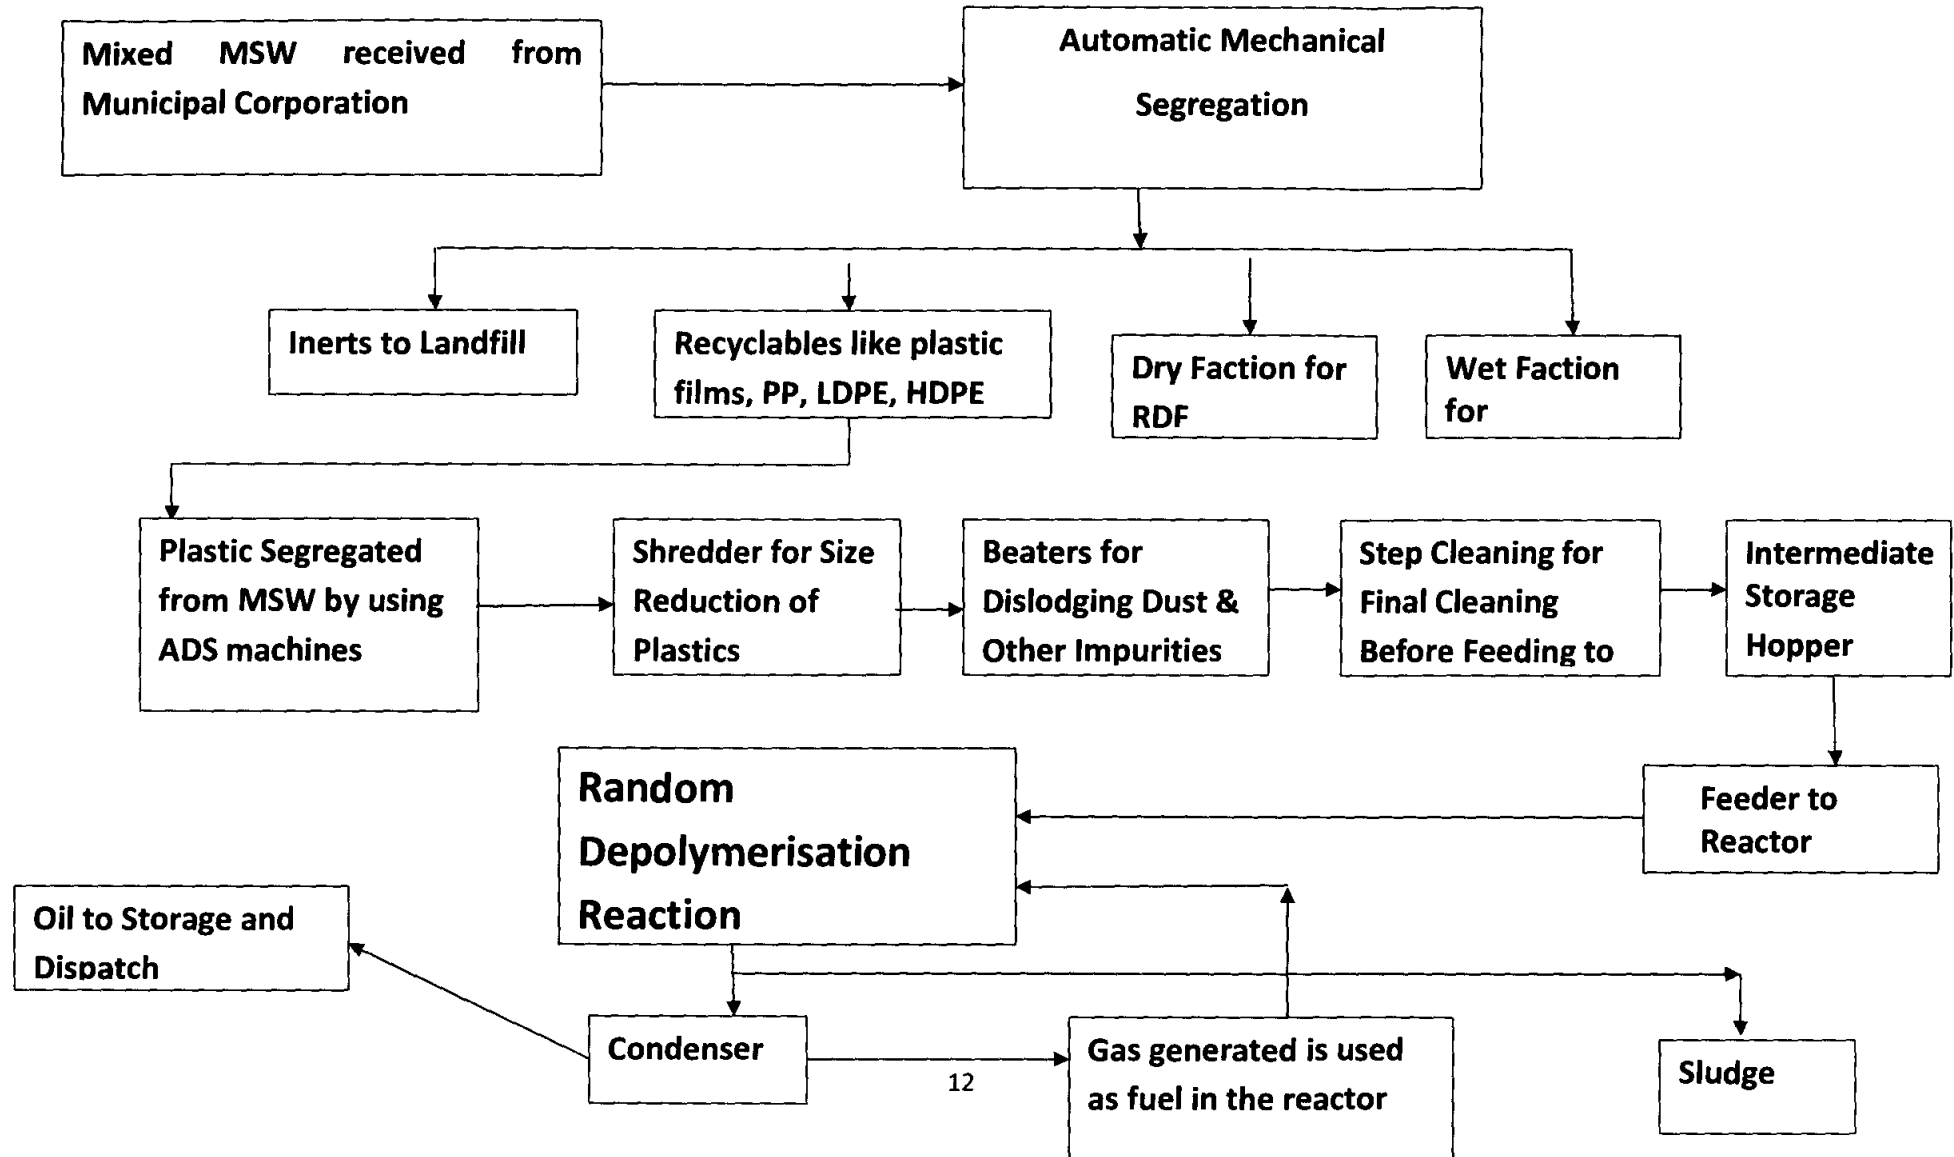 Mixed MSW received from
Municipal Corporation
Automatic Mechanical
Segregation
Inerts to Landfill
Recyclables like plastic
films, PP, LDPE, HDPE
Dry Faction for
RDF
Wet Faction
for
Plastic Segregated
from MSW by using
ADS machines
Shredder for Size
Reduction of
Plastics
Beaters for
Dislodging Dust &
Other Impurities
Step Cleaning for
Final Cleaning
Before Feeding to
Intermediate
Storage
Hopper
Random
Depolymerisation
Reaction
Feeder to
Reactor
Oil to Storage and
Dispatch
Condenser
12
Gas generated is used
as fuel in the reactor
Sludge